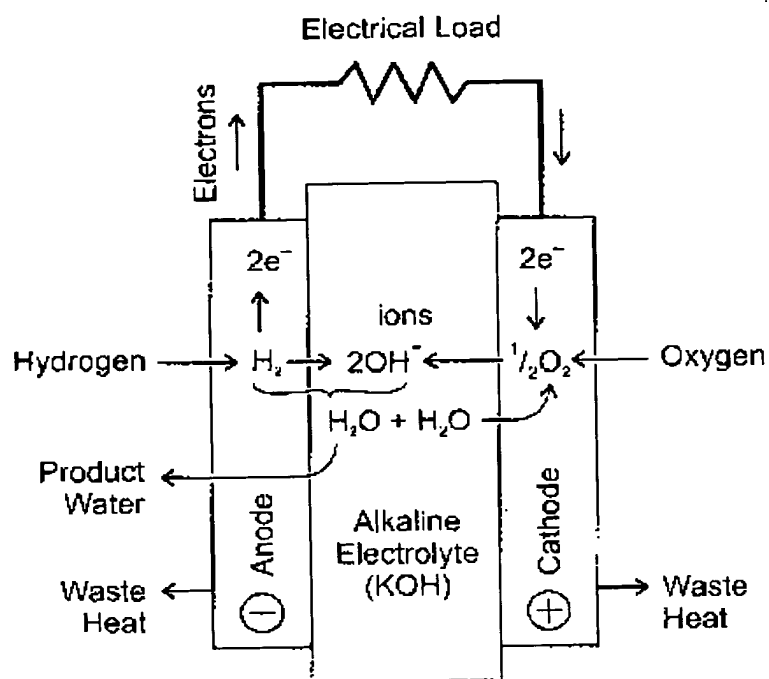 Electrical Load
Electrons
2e⁻
2e⁻
ions
Hydrogen
H₂
2OH⁻
¹/₂O₂
Oxygen
H₂O + H₂O
Product
Water
Anode
Alkaline
Electrolyte
(KOH)
Cathode
Waste
Heat
−
+
Waste
Heat